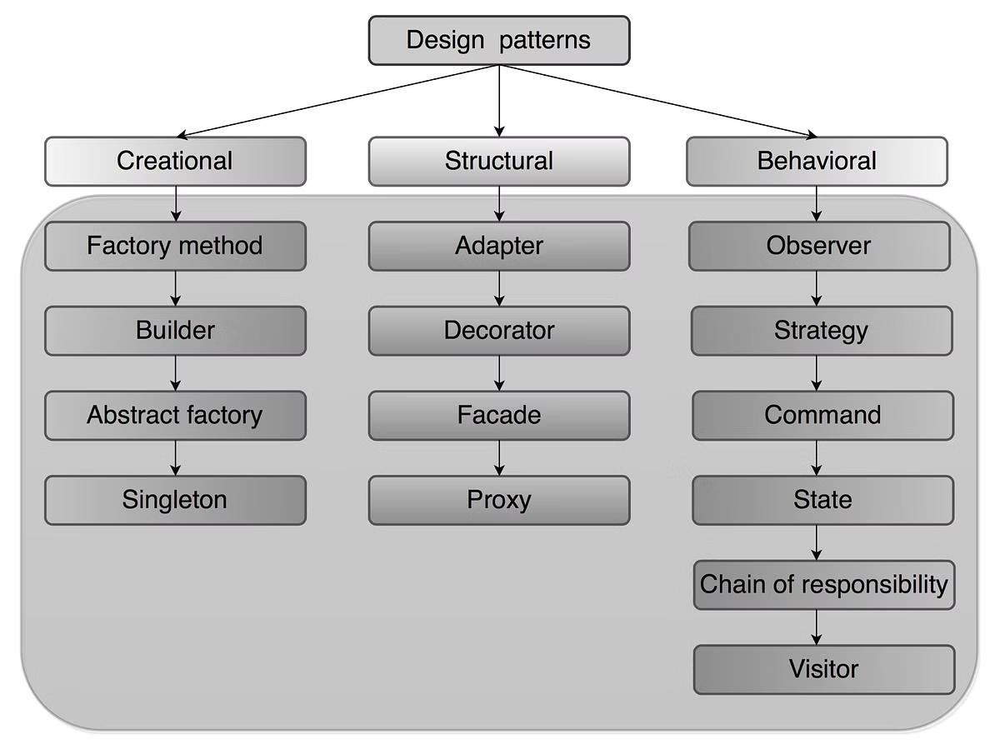 Design patterns
Creational
Structural
Behavioral
Factory method
Adapter
Observer
Builder
Decorator
Strategy
Abstract factory
Facade
Command
Singleton
Proxy
State
Chain of responsibility
Visitor